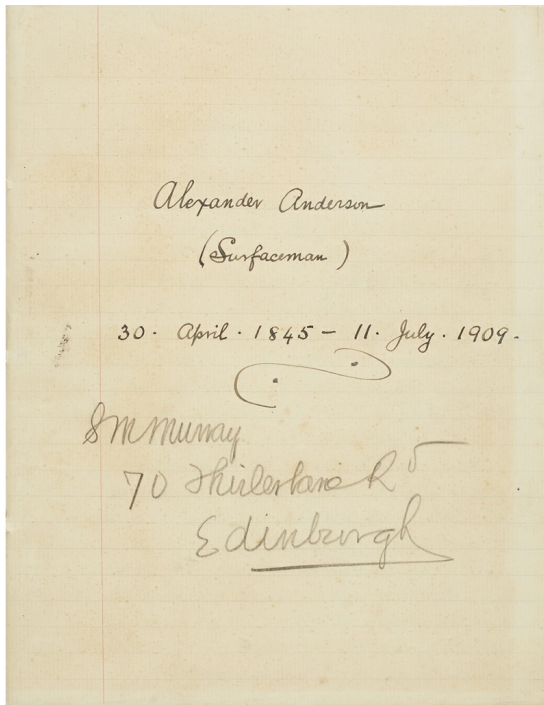 Alexander Anderson
(Surfaceman)
30. April. 1845 – 11. July. 1909.
S M Murray
70 Thirlestane Rd
Edinburgh